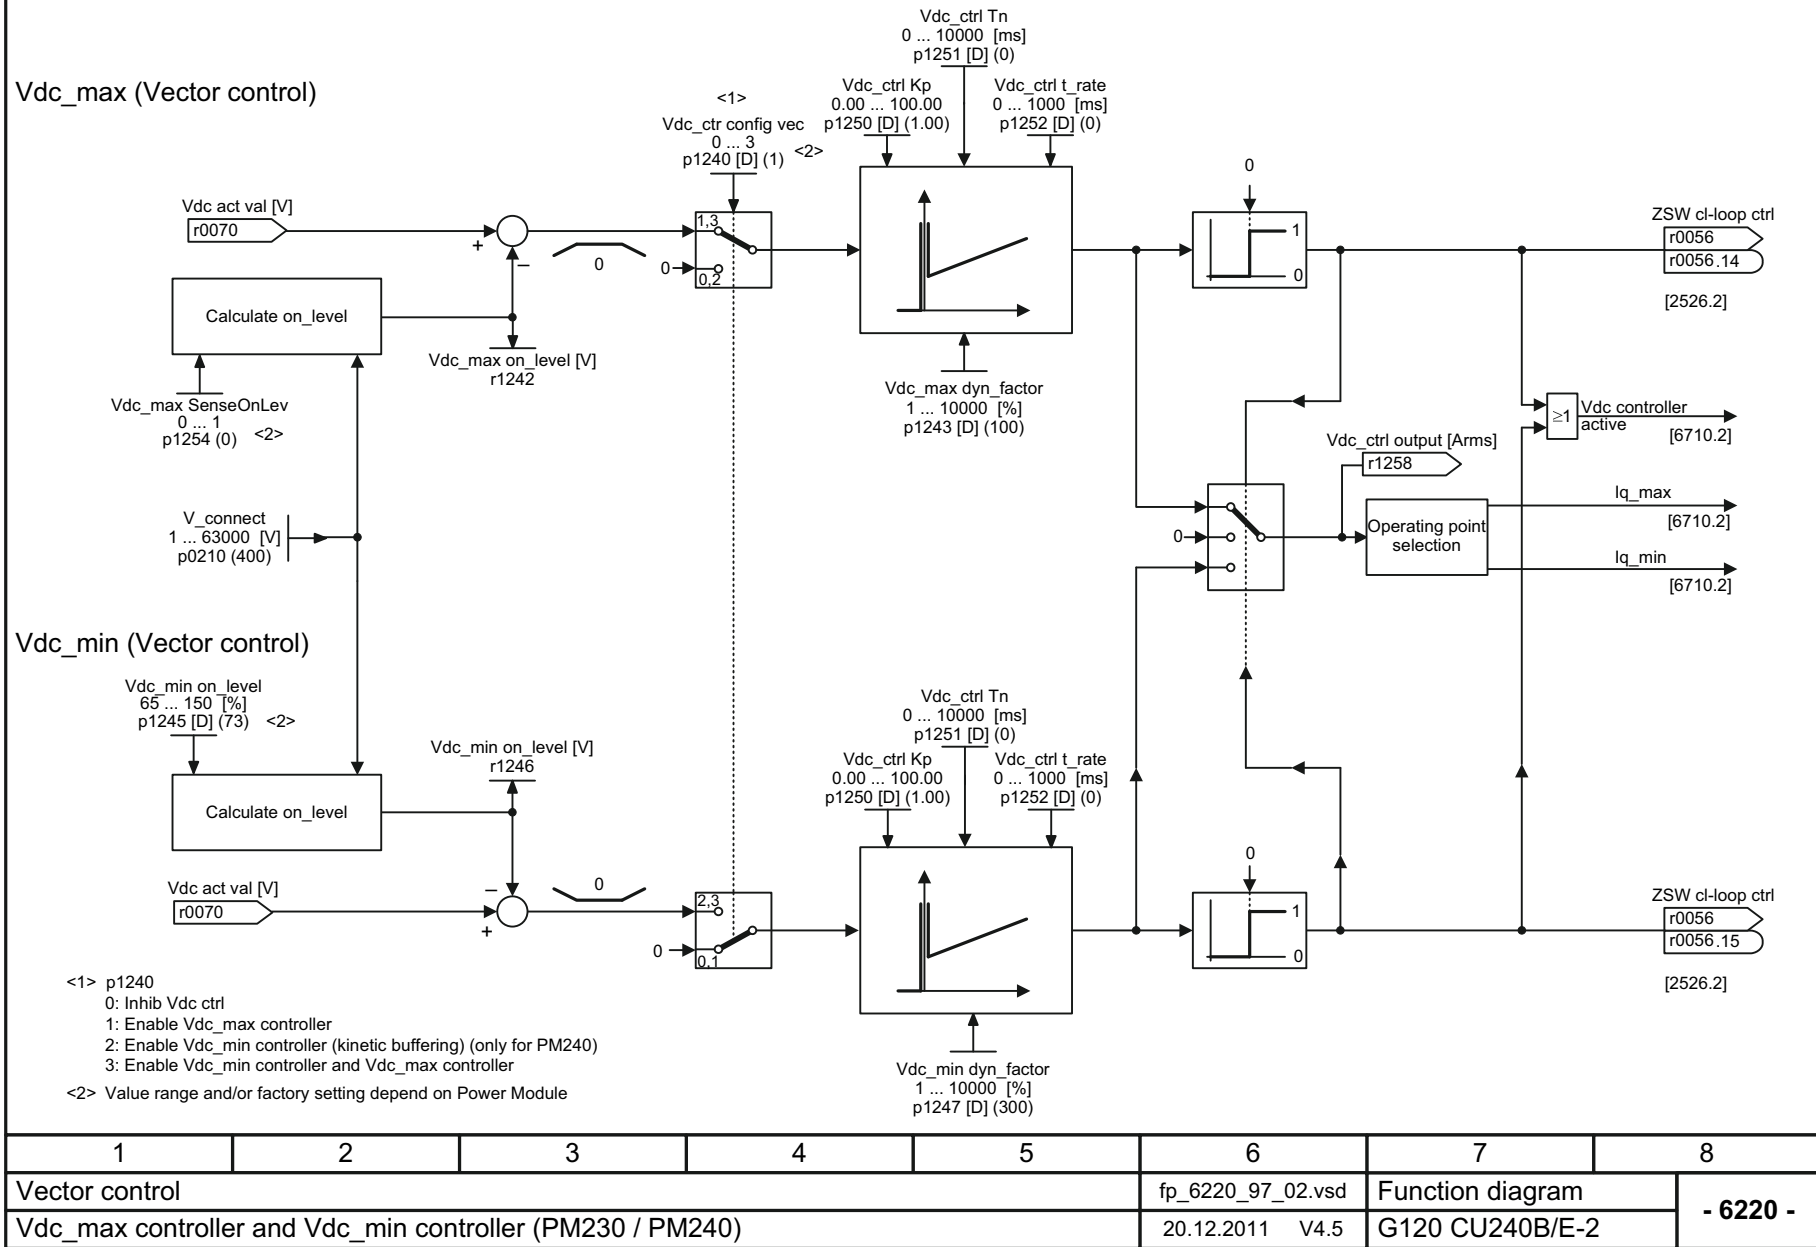 Vdc_max (Vector control)
Vdc_ctrl Tn
0 ... 10000 [ms]
p1251 [D] (0)
Vdc_ctrl Kp
0.00 ... 100.00
p1250 [D] (1.00)
Vdc_ctrl t_rate
0 ... 1000 [ms]
p1252 [D] (0)
<1>
Vdc_ctr config vec
0 ... 3
p1240 [D] (1) <2>
Vdc act val [V]
r0070
+
–
0
1,3
0
0,2
0
1
0
ZSW cl-loop ctrl
r0056
r0056.14
[2526.2]
Calculate on_level
Vdc_max on_level [V]
r1242
Vdc_max SenseOnLev
0 ... 1
p1254 (0) <2>
Vdc_max dyn_factor
1 ... 10000 [%]
p1243 [D] (100)
≥1
Vdc controller
active
[6710.2]
Vdc_ctrl output [Arms]
r1258
V_connect
1 ... 63000 [V]
p0210 (400)
0
Operating point
selection
Iq_max
[6710.2]
Iq_min
[6710.2]
Vdc_min (Vector control)
Vdc_min on_level
65 ... 150 [%]
p1245 [D] (73) <2>
Vdc_min on_level [V]
r1246
Calculate on_level
Vdc_ctrl Tn
0 ... 10000 [ms]
p1251 [D] (0)
Vdc_ctrl Kp
0.00 ... 100.00
p1250 [D] (1.00)
Vdc_ctrl t_rate
0 ... 1000 [ms]
p1252 [D] (0)
Vdc act val [V]
r0070
–
+
0
2,3
0
0,1
0
1
0
ZSW cl-loop ctrl
r0056
r0056.15
[2526.2]
Vdc_min dyn_factor
1 ... 10000 [%]
p1247 [D] (300)
<1> p1240
0: Inhib Vdc ctrl
1: Enable Vdc_max controller
2: Enable Vdc_min controller (kinetic buffering) (only for PM240)
3: Enable Vdc_min controller and Vdc_max controller
<2> Value range and/or factory setting depend on Power Module
1 2 3 4 5 6 7 8
Vector control
fp_6220_97_02.vsd
Function diagram
- 6220 -
Vdc_max controller and Vdc_min controller (PM230 / PM240)
20.12.2011 V4.5
G120 CU240B/E-2